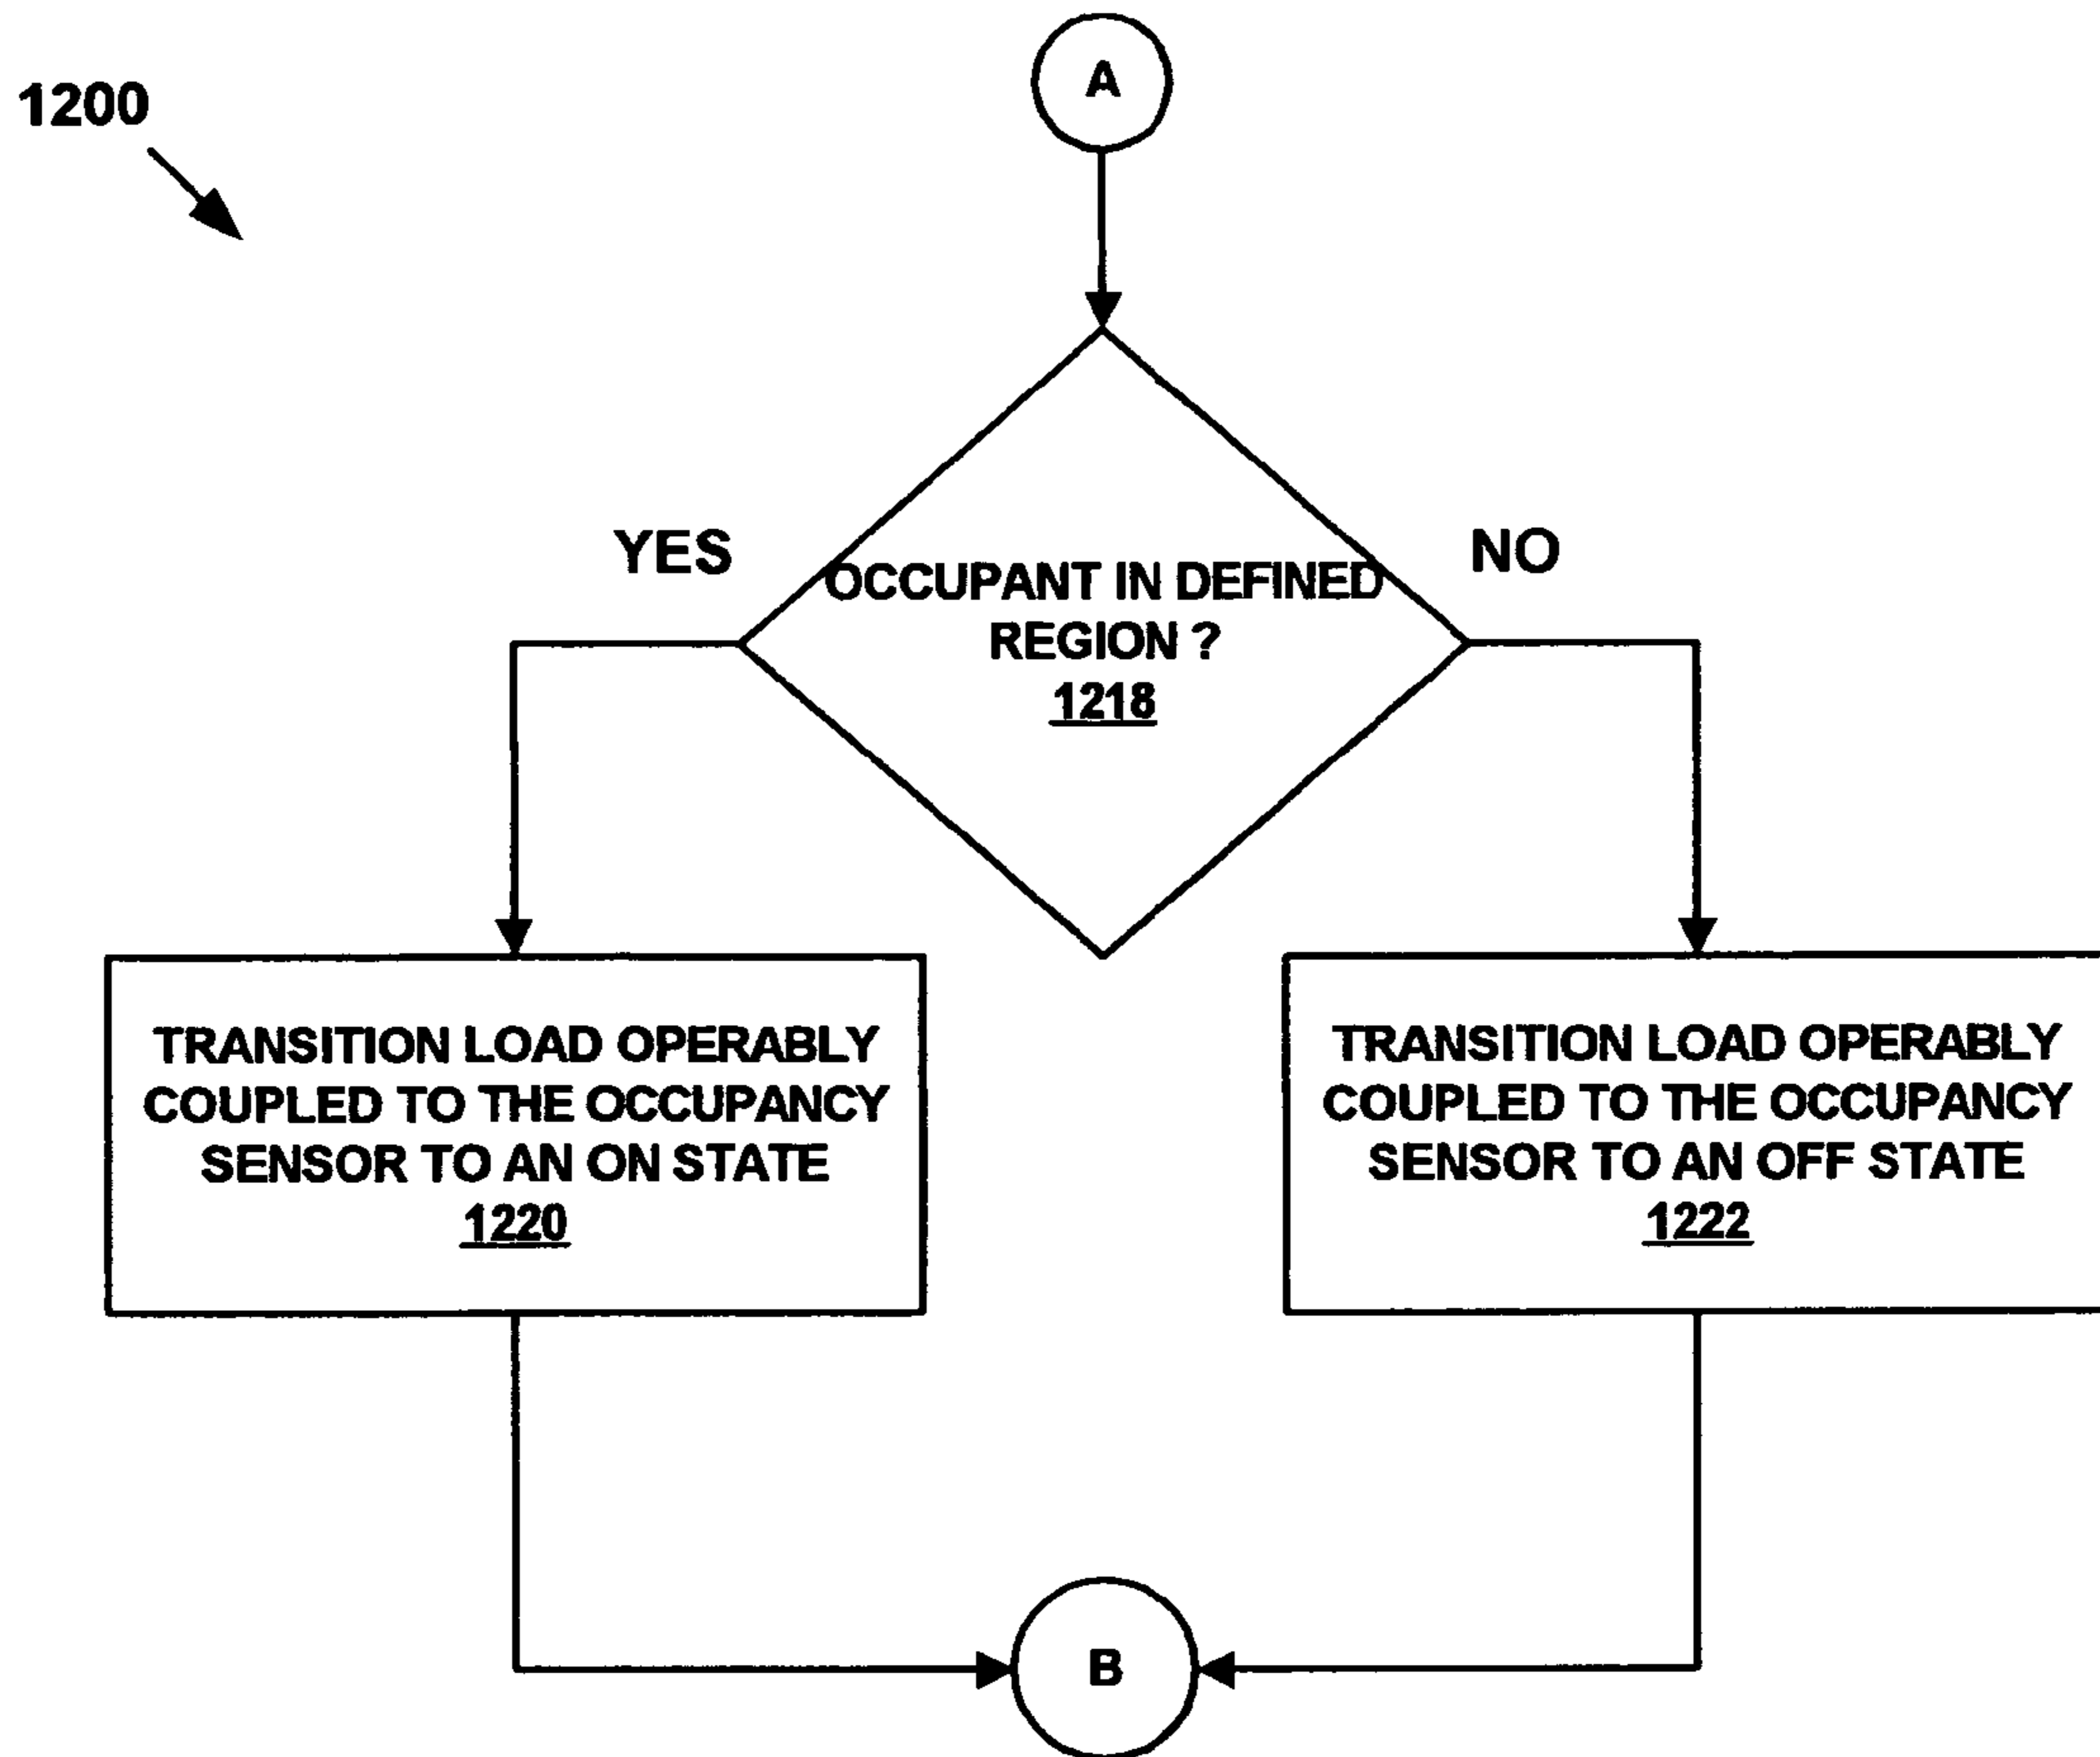 1200
A
YES
NO
OCCUPANT IN DEFINED
REGION ?
1218
TRANSITION LOAD OPERABLY
COUPLED TO THE OCCUPANCY
SENSOR TO AN ON STATE
1220
TRANSITION LOAD OPERABLY
COUPLED TO THE OCCUPANCY
SENSOR TO AN OFF STATE
1222
B